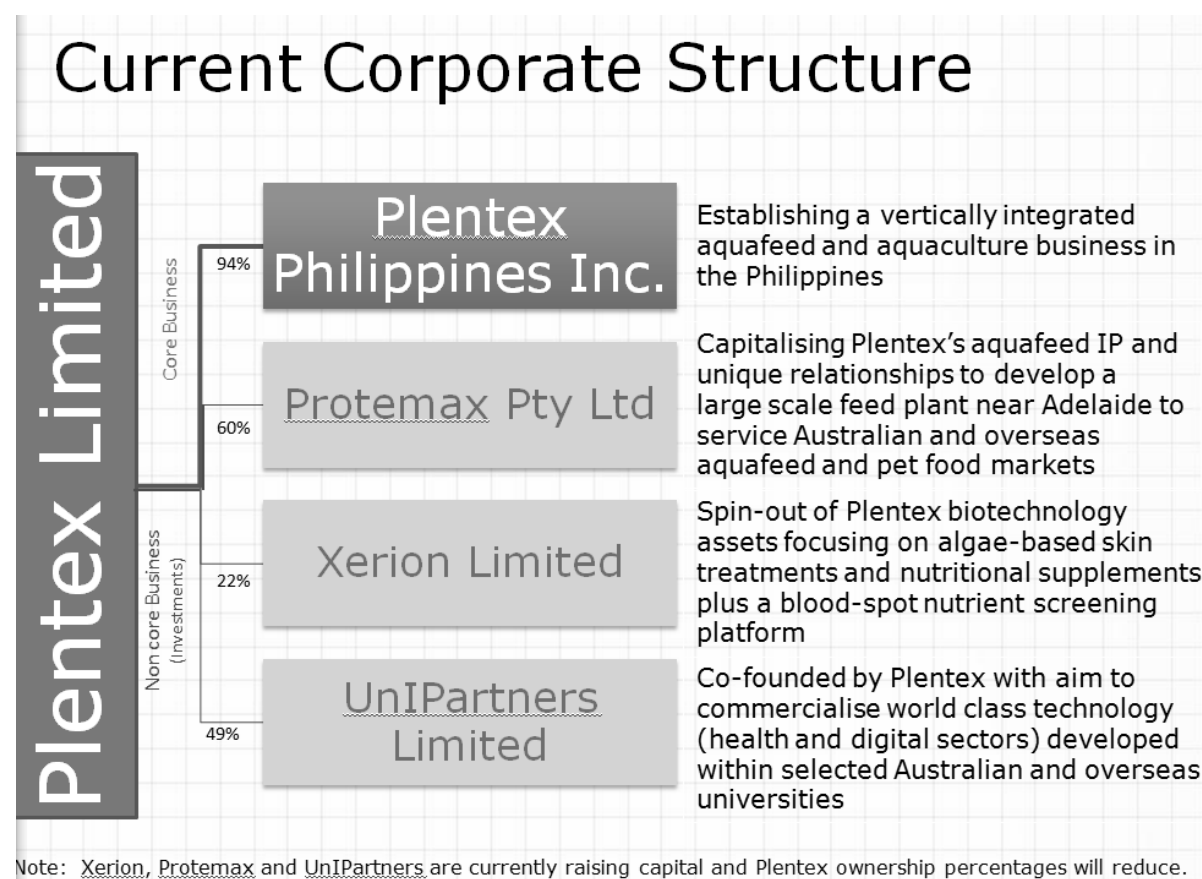 Current Corporate Structure
Plentex Limited
Core Business
Non core Business
(Investments)
94%
Plentex
Philippines Inc.
Establishing a vertically integrated
aquafeed and aquaculture business in
the Philippines
60%
Protemax Pty Ltd
Capitalising Plentex's aquafeed IP and
unique relationships to develop a
large scale feed plant near Adelaide to
service Australian and overseas
aquafeed and pet food markets
22%
Xerion Limited
Spin-out of Plentex biotechnology
assets focusing on algae-based skin
treatments and nutritional supplements
plus a blood-spot nutrient screening
platform
49%
UnIPartners
Limited
Co-founded by Plentex with aim to
commercialise world class technology
(health and digital sectors) developed
within selected Australian and overseas
universities
Note: Xerion, Protemax and UnIPartners are currently raising capital and Plentex ownership percentages will reduce.